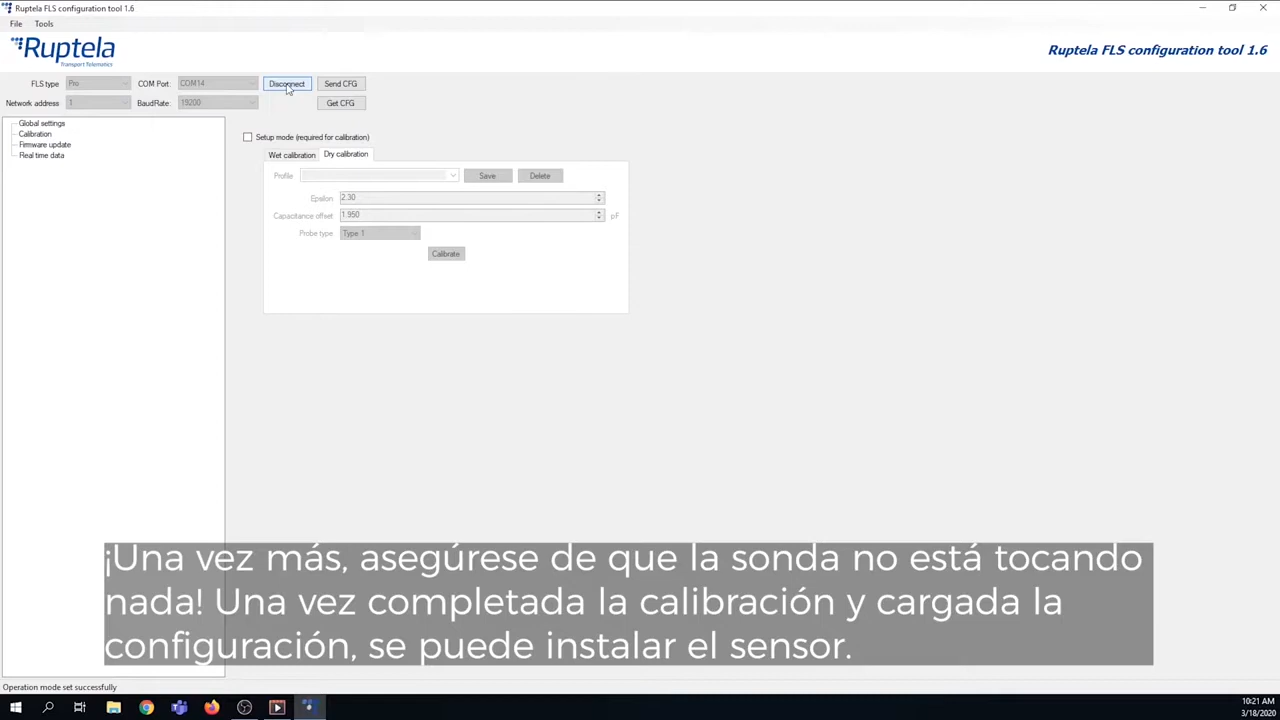 Ruptela FLS configuration tool 1.6
File Tools
Ruptela
Transport Telematics
Ruptela FLS configuration tool 1.6
FLS type Pro COM Port: COM14 Disconnect Send CFG
Network address 1 BaudRate: 19200 Get CFG
Global settings
Calibration
Firmware update
Real time data
Setup mode (required for calibration)
Wet calibration Dry calibration
Profile Save Delete
Epsilon 2.30
Capacitance offset 1.950 pF
Probe type Type 1
Calibrate
¡Una vez más, asegúrese de que la sonda no está tocando
nada! Una vez completada la calibración y cargada la
configuración, se puede instalar el sensor.
Operation mode set successfully
10:21 AM
3/18/2020